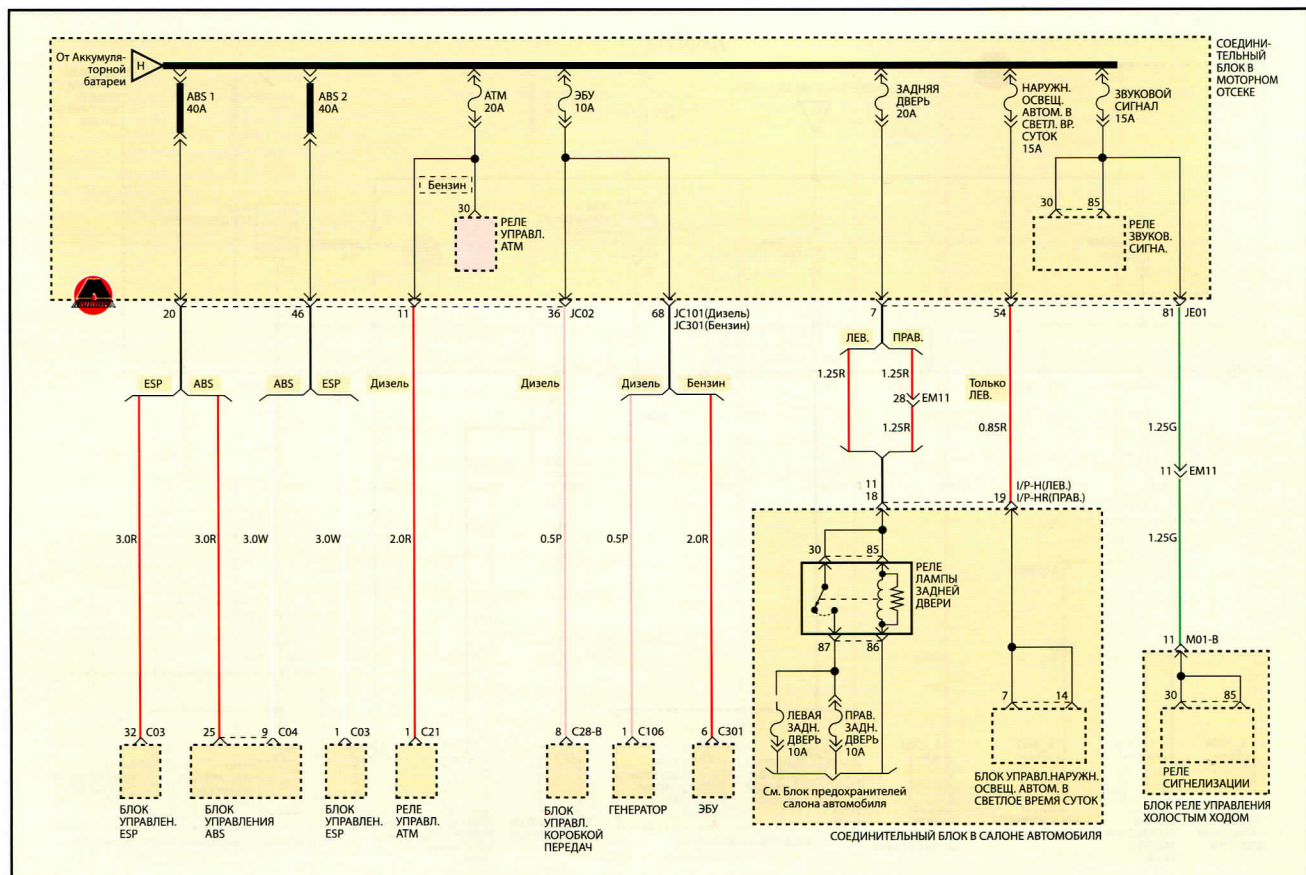 СОЕДИНИ-
ТЕЛЬНЫЙ
БЛОК В
МОТОРНОМ
ОТСЕКЕ
От Аккумуля-
торной
батареи
H
ABS 1
40A
ABS 2
40A
ATM
20A
ЭБУ
10A
ЗАДНЯЯ
ДВЕРЬ
20A
НАРУЖН.
ОСВЕЩ.
АВТОМ. В
СВЕТЛ. ВР.
СУТОК
15A
ЗВУКОВОЙ
СИГНАЛ
15A
Бензин
30
РЕЛЕ
УПРАВЛ.
АТМ
30 85
РЕЛЕ
ЗВУКОВ.
СИГНА.
20 46 11 36 JC02 68 JC101(Дизель)
JC301(Бензин)
7 54 81 JE01
ЛЕВ. ПРАВ.
ESP ABS ABS ESP Дизель Дизель Дизель Бензин
1.25R 1.25R
28 EM11
1.25R
Только
ЛЕВ.
0.85R
1.25G
11 EM11
1.25G
11
18
19 I/P-H(ЛЕВ.)
I/P-HR(ПРАВ.)
3.0R 3.0R 3.0W 3.0W 2.0R 0.5P 0.5P 2.0R
30 85
РЕЛЕ
ЛАМПЫ
ЗАДНЕЙ
ДВЕРИ
87 86
11 M01-B
7 14
30 85
ЛЕВАЯ
ЗАДН.
ДВЕРЬ
10A
ПРАВ.
ЗАДН.
ДВЕРЬ
10A
См. Блок предохранителей
салона автомобиля
БЛОК УПРАВЛ.НАРУЖН.
ОСВЕЩ. АВТОМ. В
СВЕТЛОЕ ВРЕМЯ СУТОК
РЕЛЕ
СИГНЕЛИЗАЦИИ
БЛОК РЕЛЕ УПРАВЛЕНИЯ
ХОЛОСТЫМ ХОДОМ
СОЕДИНИТЕЛЬНЫЙ БЛОК В САЛОНЕ АВТОМОБИЛЯ
32 C03 25 9 C04 1 C03 1 C21 8 C28-B 1 C106 6 C301
БЛОК
УПРАВЛЕН.
ESP
БЛОК
УПРАВЛЕНИЯ
ABS
БЛОК
УПРАВЛЕН.
ESP
РЕЛЕ
УПРАВЛ.
АТМ
БЛОК
УПРАВЛ.
КОРОБКОЙ
ПЕРЕДАЧ
ГЕНЕРАТОР
ЭБУ